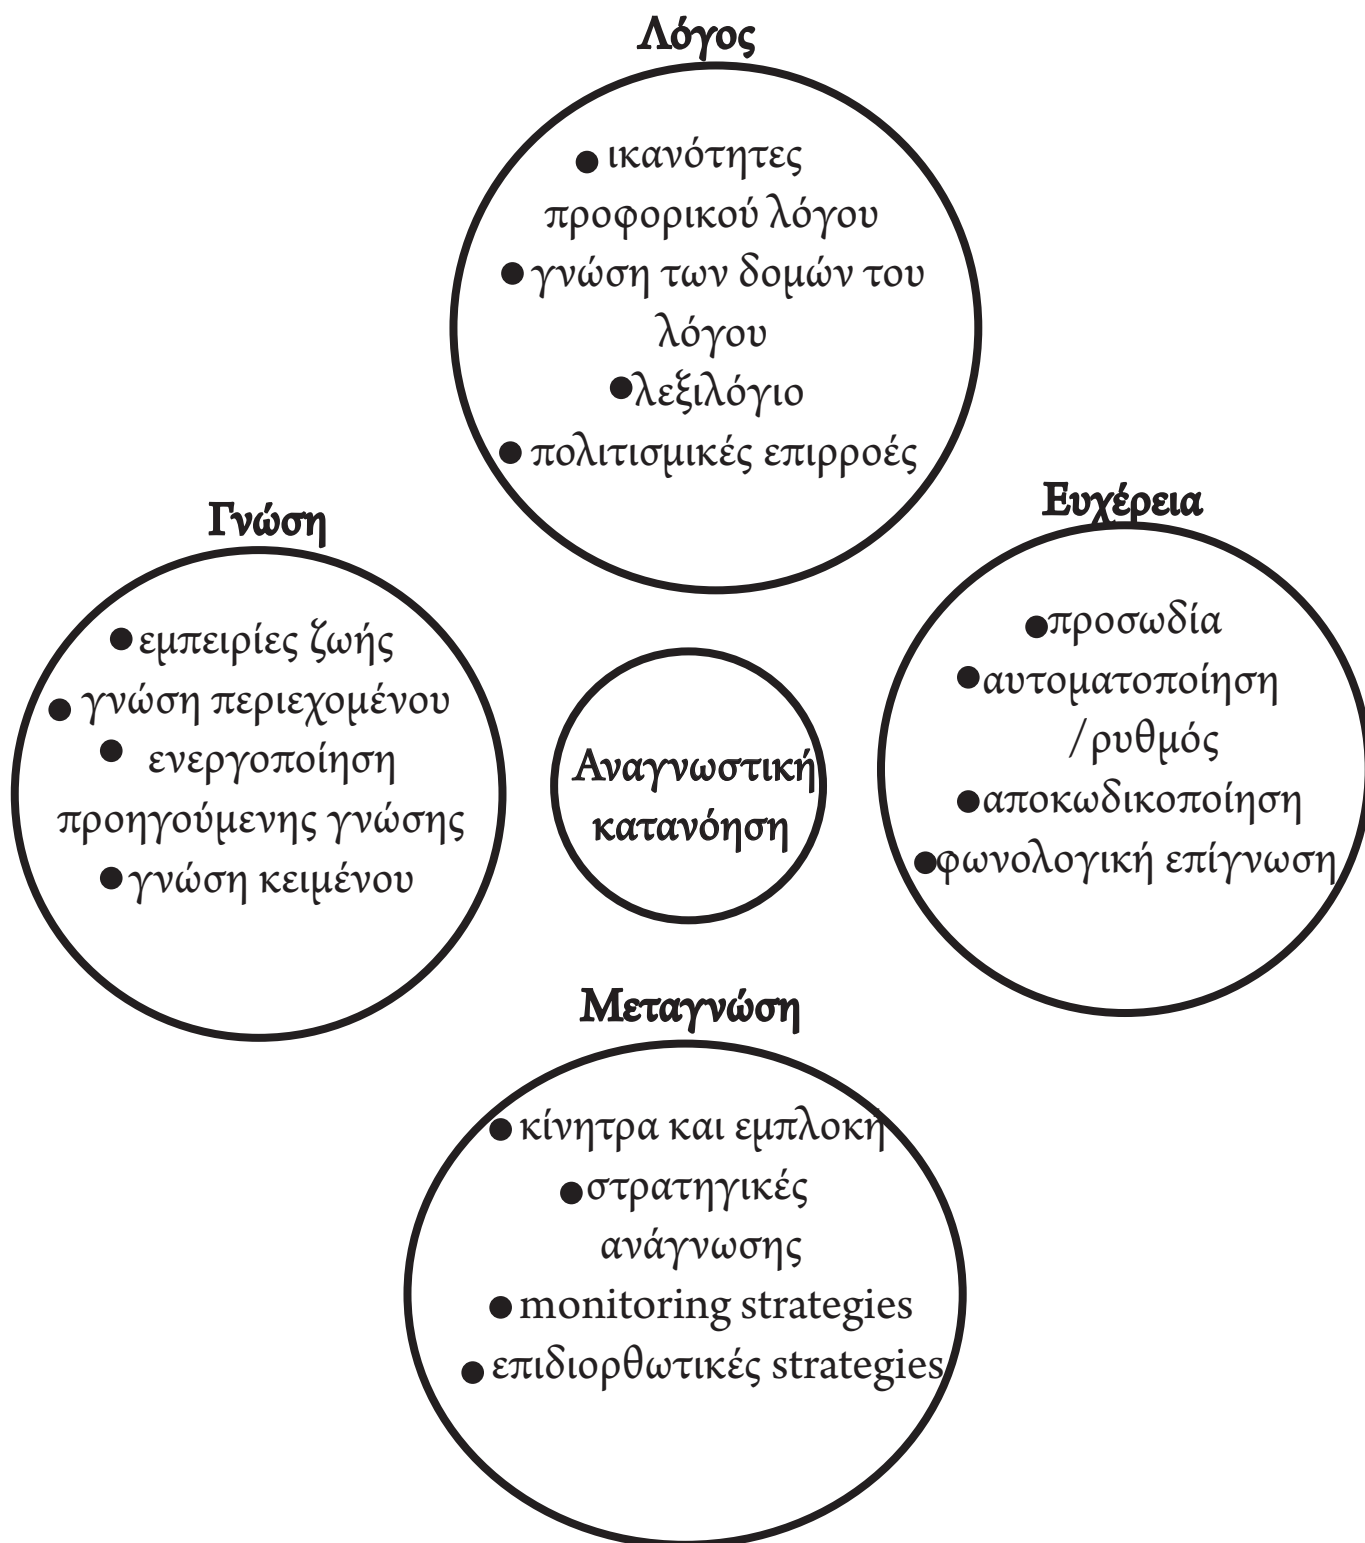 Λόγος
● ικανότητες
προφορικού λόγου
● γνώση των δομών του
λόγου
● λεξιλόγιο
● πολιτισμικές επιρροές
Γνώση
● εμπειρίες ζωής
● γνώση περιεχομένου
● ενεργοποίηση
προηγούμενης γνώσης
● γνώση κειμένου
Αναγνωστική
κατανόηση
Ευχέρεια
● προσωδία
● αυτοματοποίηση
/ρυθμός
● αποκωδικοποίηση
● φωνολογική επίγνωση
Μεταγνώση
● κίνητρα και εμπλοκή
● στρατηγικές
ανάγνωσης
● monitoring strategies
● επιδιορθωτικές strategies